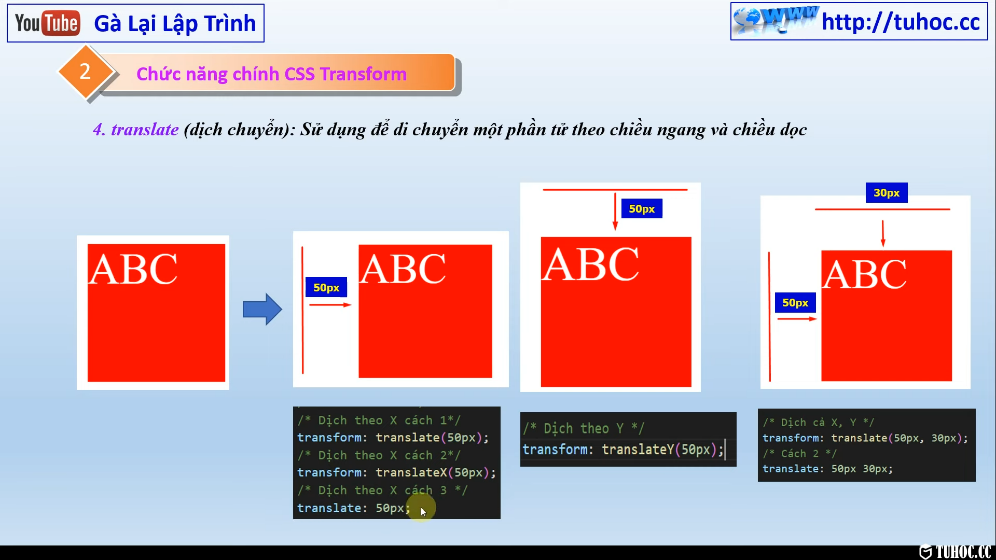 YouTube Gà Lại Lập Trình
www http://tuhoc.cc
2 Chức năng chính CSS Transform
4. translate (dịch chuyển): Sử dụng để di chuyển một phần tử theo chiều ngang và chiều dọc
ABC
50px
ABC
50px
ABC
30px
50px
ABC
/* Dịch theo X cách 1*/
transform: translate(50px);
/* Dịch theo X cách 2*/
transform: translateX(50px);
/* Dịch theo X cách 3 */
translate: 50px;
/* Dịch theo Y */
transform: translateY(50px);
/* Dịch cả X, Y */
transform: translate(50px, 30px);
/* Cách 2 */
translate: 50px 30px;
TUHOC.CC